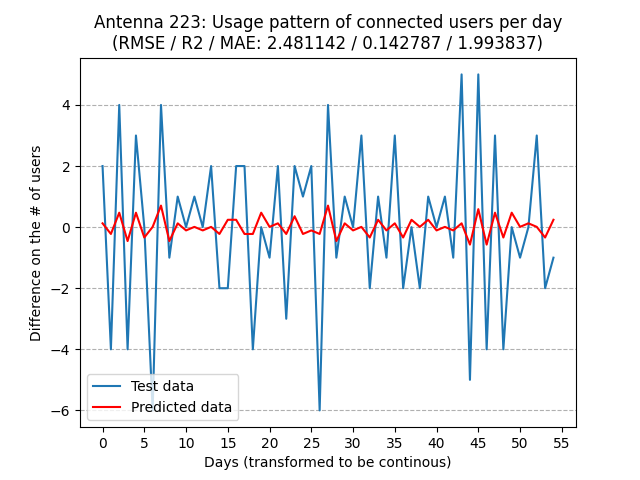 Antenna 223: Usage pattern of connected users per day
(RMSE / R2 / MAE: 2.481142 / 0.142787 / 1.993837)
Difference on the # of users
4
2
0
−2
−4
−6
Test data
Predicted data
0 5 10 15 20 25 30 35 40 45 50 55
Days (transformed to be continous)